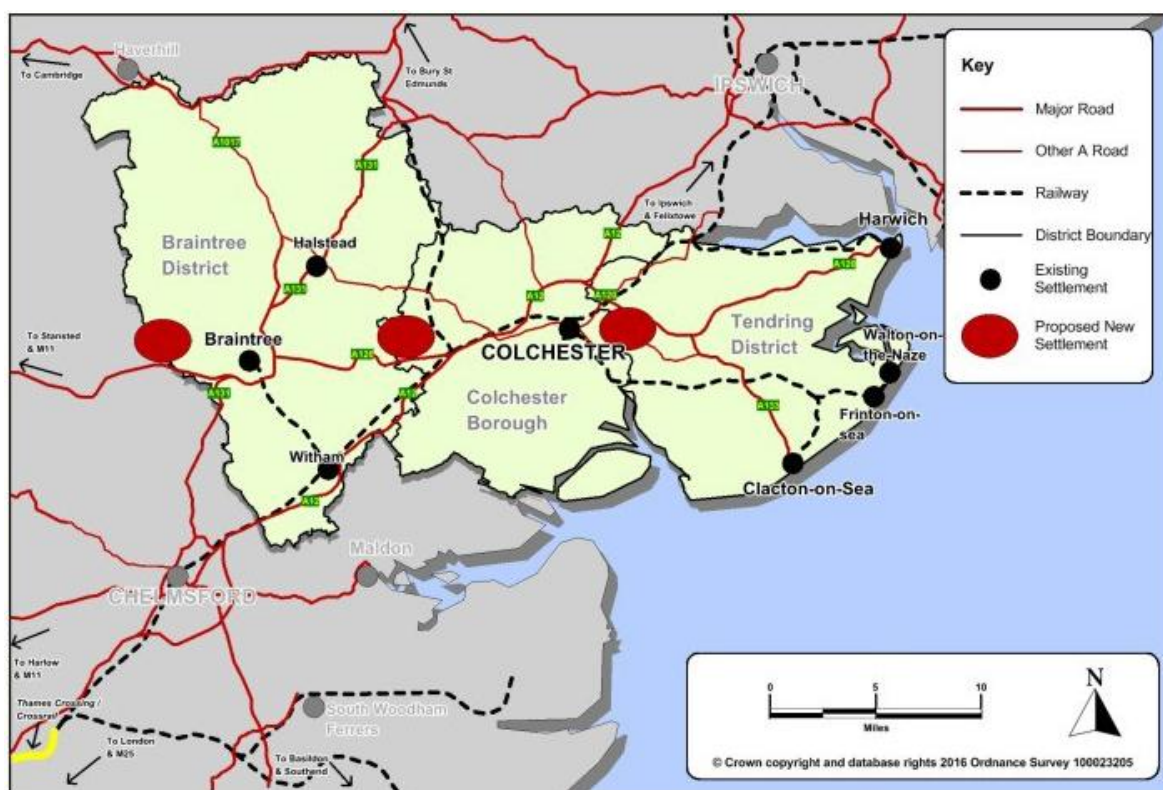 Haverhill
To Cambridge
To Bury St
Edmunds
IPSWICH
A1017
A131
To Ipswich
& Felixtowe
Harwich
A12
A120
Braintree
District
Halstead
A131
A12
A120
To Stansted
& M11
Braintree
A120
COLCHESTER
Tendring
District
Walton-on-
the-Naze
A131
A12
Colchester
Borough
A133
Frinton-on-
sea
Witham
Clacton-on-Sea
A12
Maldon
CHELMSFORD
To Harlow
& M11
Thames Crossing /
Crossrail
South Woodham
Ferrers
To London
& M25
To Basildon
& Southend
Key
Major Road
Other A Road
Railway
District Boundary
Existing
Settlement
Proposed New
Settlement
0 5 10
Miles
N
© Crown copyright and database rights 2016 Ordnance Survey 100023205